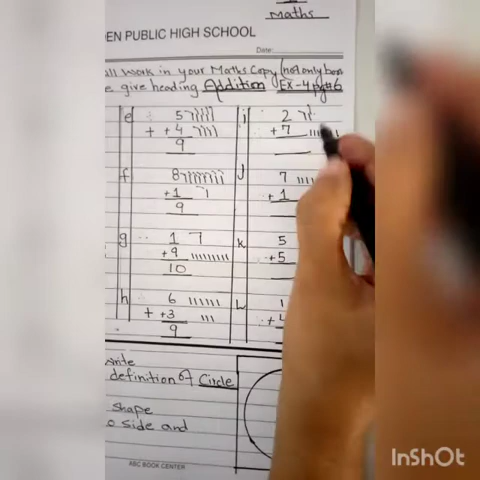 Maths
EN PUBLIC HIGH SCHOOL
Date:
all work in your Maths Copy (not only box
give heading Addition EX-4 pg#6
e 5 i 2
+ +4 +7
9
f 8 j 7
+1 +1
9
g 1 k 5
+9 +5
10
h 6 L 1
+ +3
9
write
definition of Circle
shape
o side and
ABC BOOK CENTER
InShOt